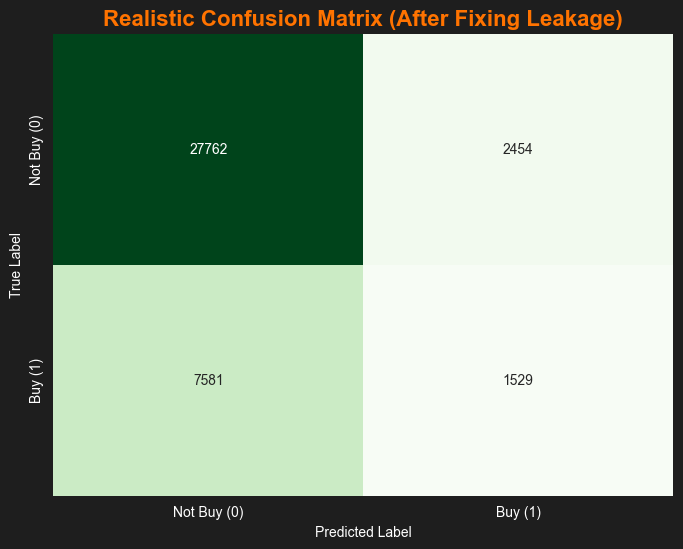 Realistic Confusion Matrix (After Fixing Leakage)
True Label
Not Buy (0)
27762
2454
Buy (1)
7581
1529
Not Buy (0)
Buy (1)
Predicted Label